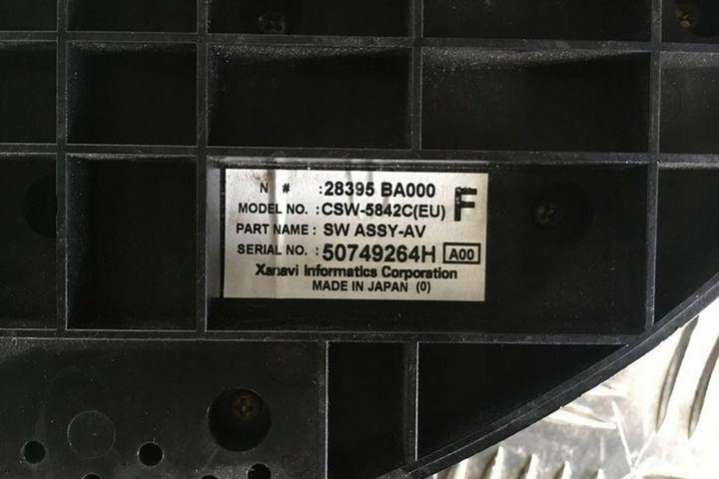 N # : 28395 BA000 F
MODEL NO. : CSW-5842C(EU)
PART NAME : SW ASSY-AV
SERIAL NO. : 50749264H A00
Xanavi Informatics Corporation
MADE IN JAPAN (0)